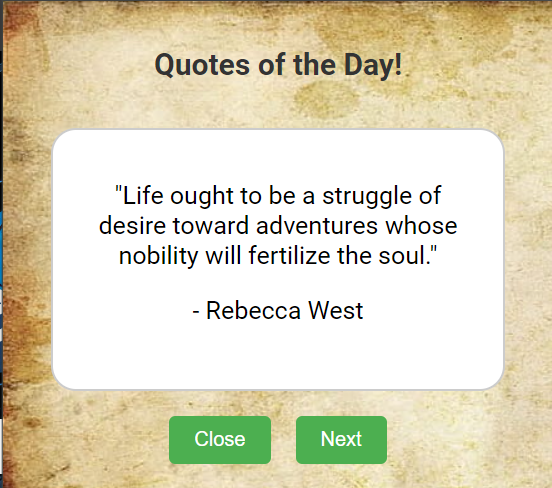 Quotes of the Day!
"Life ought to be a struggle of
desire toward adventures whose
nobility will fertilize the soul."
- Rebecca West
Close
Next